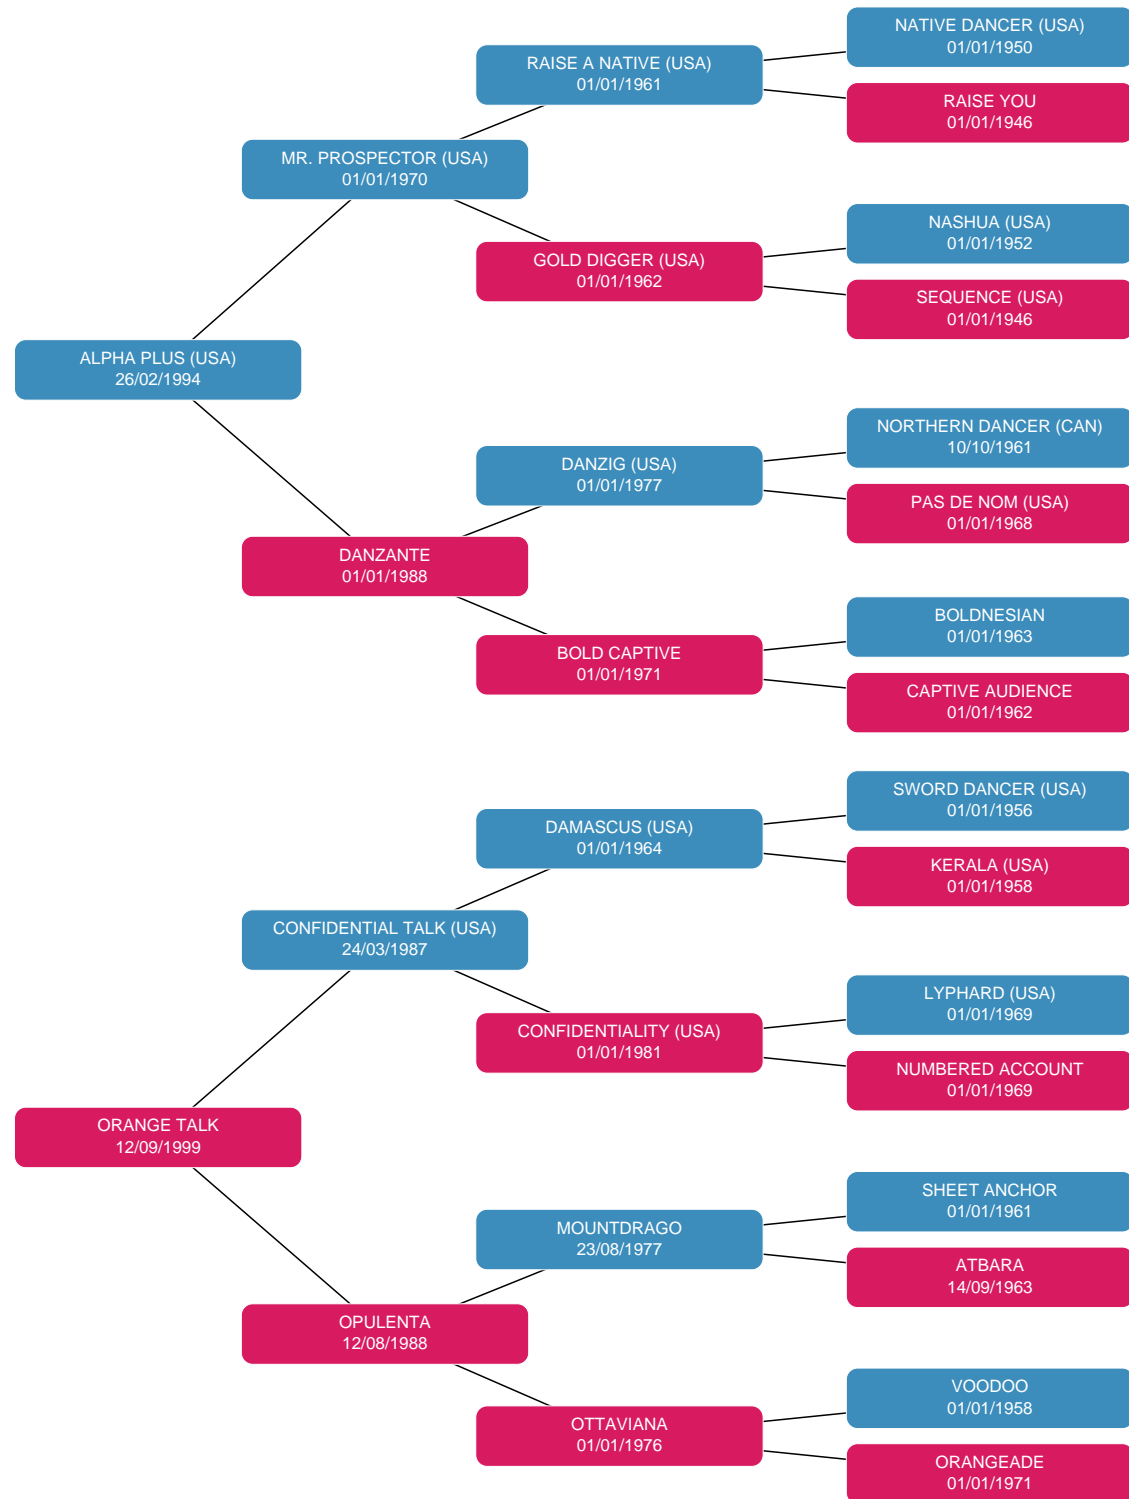 NATIVE DANCER (USA)
01/01/1950
RAISE A NATIVE (USA)
01/01/1961
RAISE YOU
01/01/1946
MR. PROSPECTOR (USA)
01/01/1970
NASHUA (USA)
01/01/1952
GOLD DIGGER (USA)
01/01/1962
SEQUENCE (USA)
01/01/1946
ALPHA PLUS (USA)
26/02/1994
NORTHERN DANCER (CAN)
10/10/1961
DANZIG (USA)
01/01/1977
PAS DE NOM (USA)
01/01/1968
DANZANTE
01/01/1988
BOLDNESIAN
01/01/1963
BOLD CAPTIVE
01/01/1971
CAPTIVE AUDIENCE
01/01/1962
SWORD DANCER (USA)
01/01/1956
DAMASCUS (USA)
01/01/1964
KERALA (USA)
01/01/1958
CONFIDENTIAL TALK (USA)
24/03/1987
LYPHARD (USA)
01/01/1969
CONFIDENTIALITY (USA)
01/01/1981
NUMBERED ACCOUNT
01/01/1969
ORANGE TALK
12/09/1999
SHEET ANCHOR
01/01/1961
MOUNTDRAGO
23/08/1977
ATBARA
14/09/1963
OPULENTA
12/08/1988
VOODOO
01/01/1958
OTTAVIANA
01/01/1976
ORANGEADE
01/01/1971